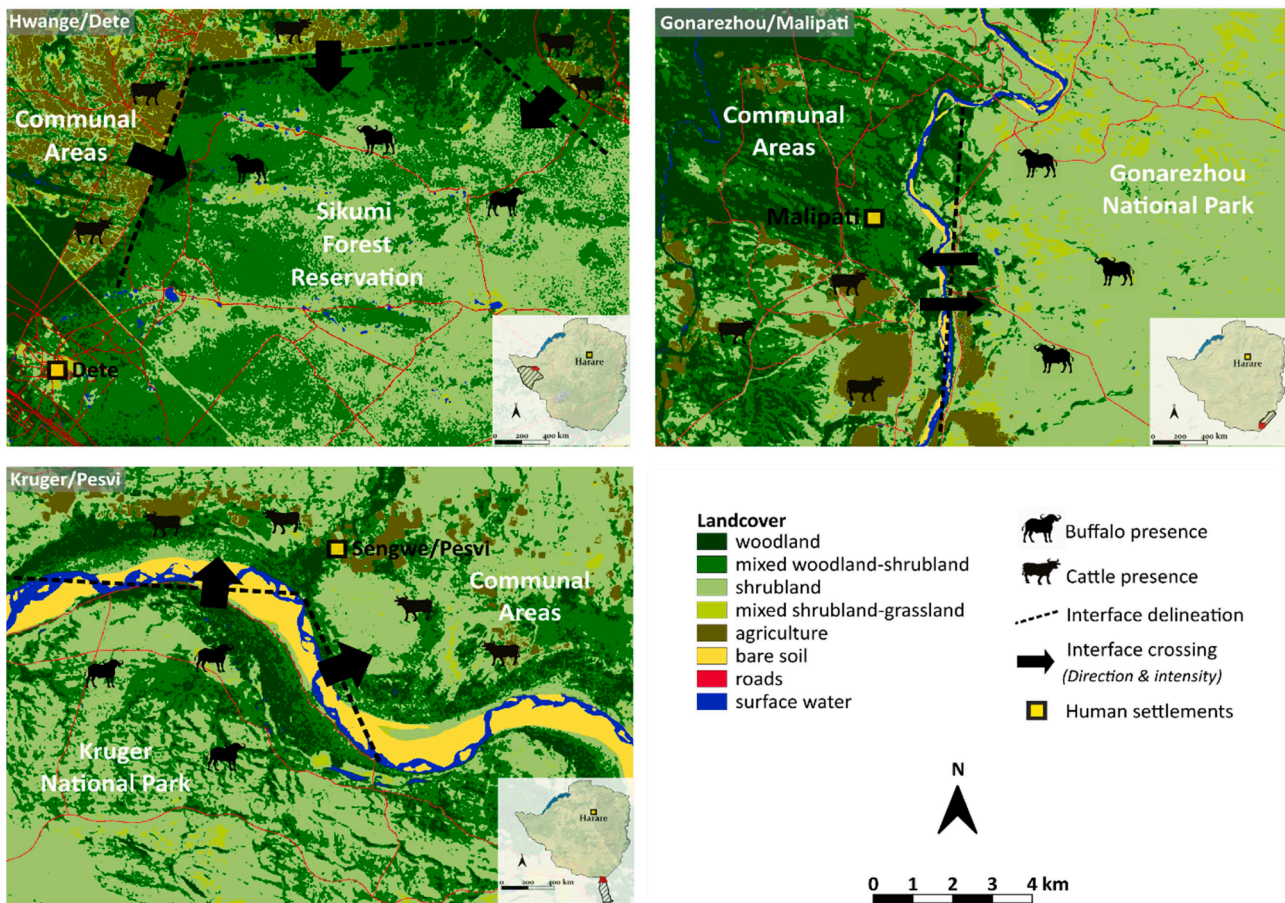 Hwange/Dete
Communal
Areas
Sikumi
Forest
Reservation
Dete
Harare
0 200 400 km
Gonarezhou/Malipati
Communal
Areas
Gonarezhou
National Park
Malipati
Harare
0 200 400 km
Kruger/Pesvi
Sengwe/Pesvi
Communal
Areas
Kruger
National Park
Harare
0 200 400 km
Landcover
woodland
mixed woodland-shrubland
shrubland
mixed shrubland-grassland
agriculture
bare soil
roads
surface water
Buffalo presence
Cattle presence
Interface delineation
Interface crossing
(Direction & intensity)
Human settlements
N
0 1 2 3 4 km